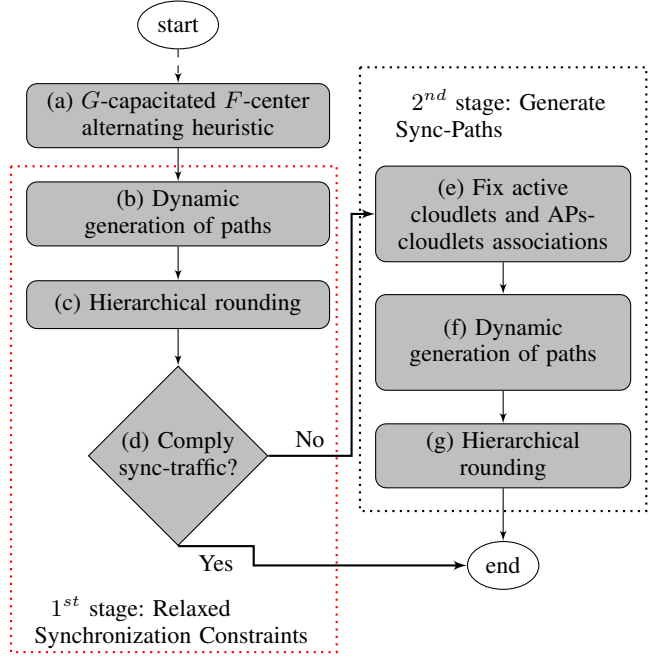 start
(a) G-capacitated F-center
alternating heuristic
(b) Dynamic
generation of paths
(c) Hierarchical rounding
(d) Comply
sync-traffic?
No
Yes
1st stage: Relaxed
Synchronization Constraints
2nd stage: Generate
Sync-Paths
(e) Fix active
cloudlets and APs-
cloudlets associations
(f) Dynamic
generation of paths
(g) Hierarchical
rounding
end